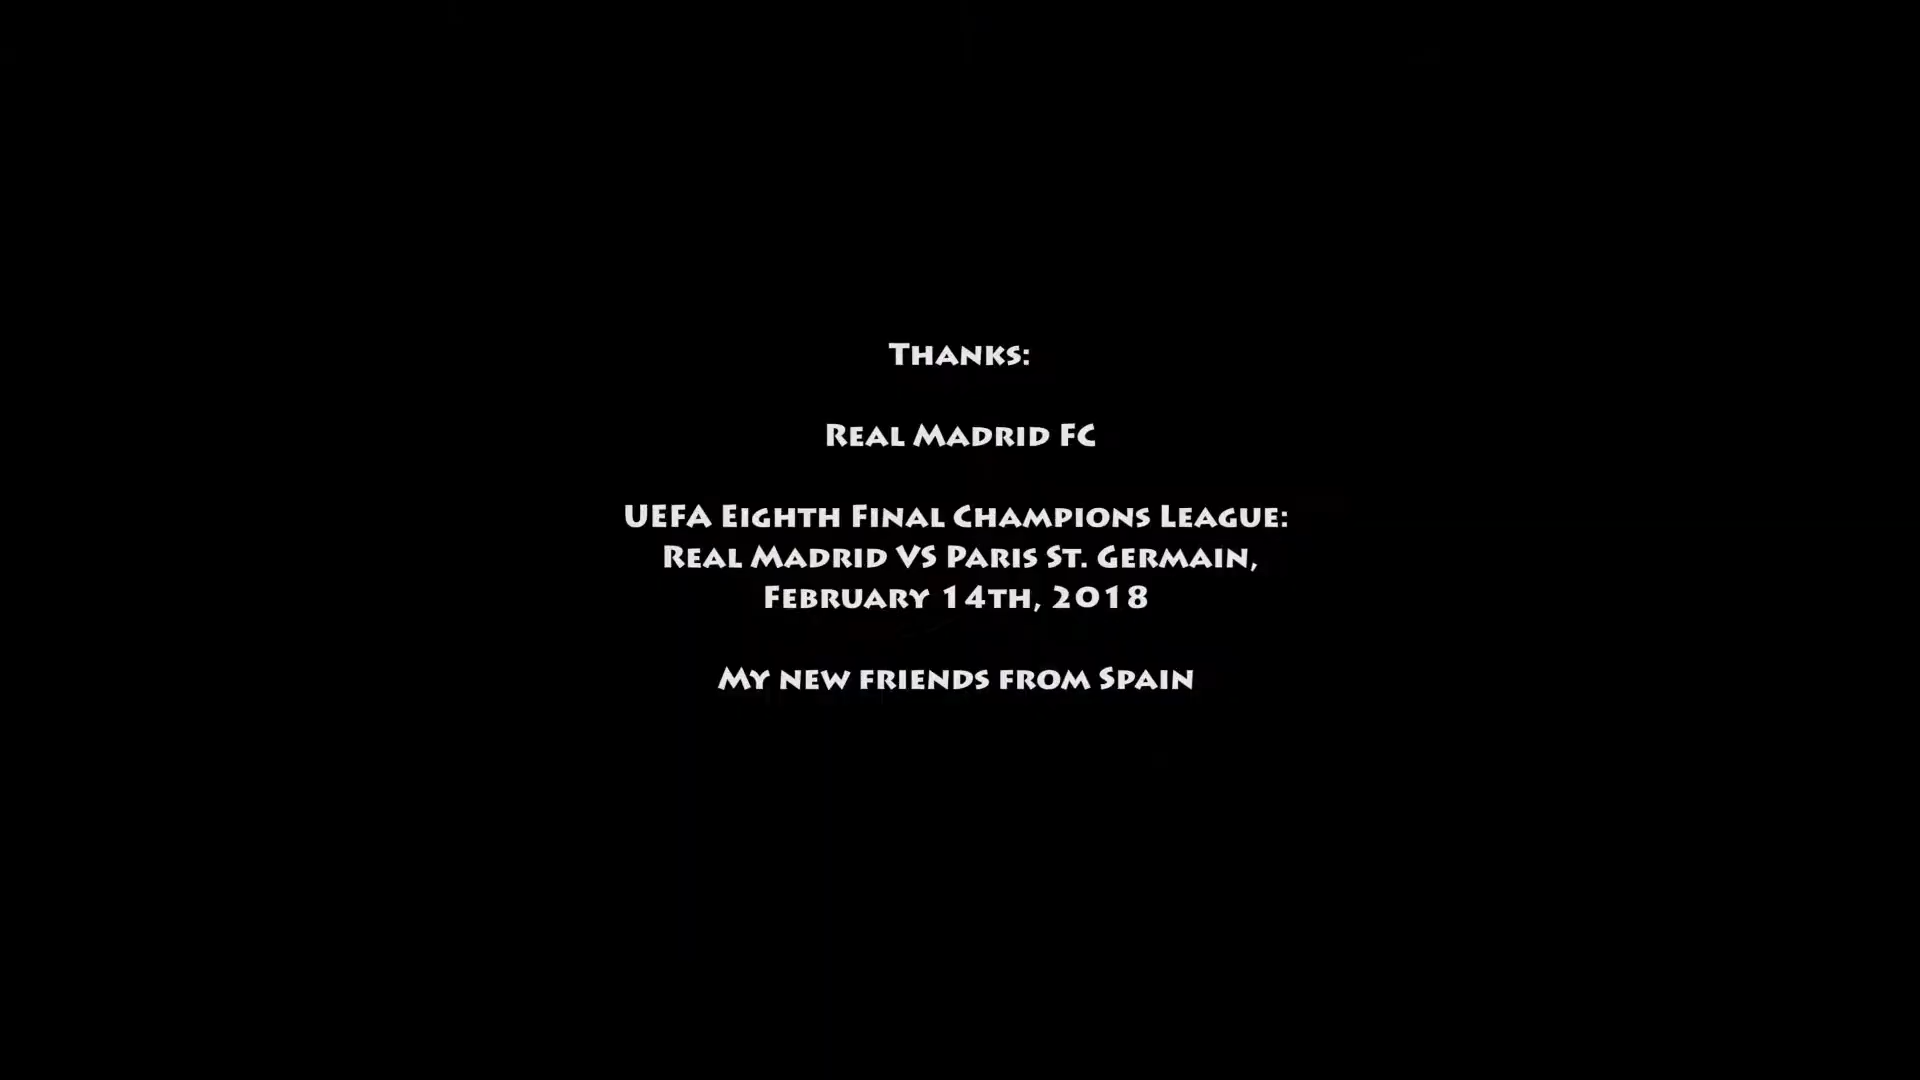 Thanks:
Real Madrid FC
UEFA Eighth Final Champions League:
Real Madrid VS Paris St. Germain,
February 14th, 2018
My new friends from Spain